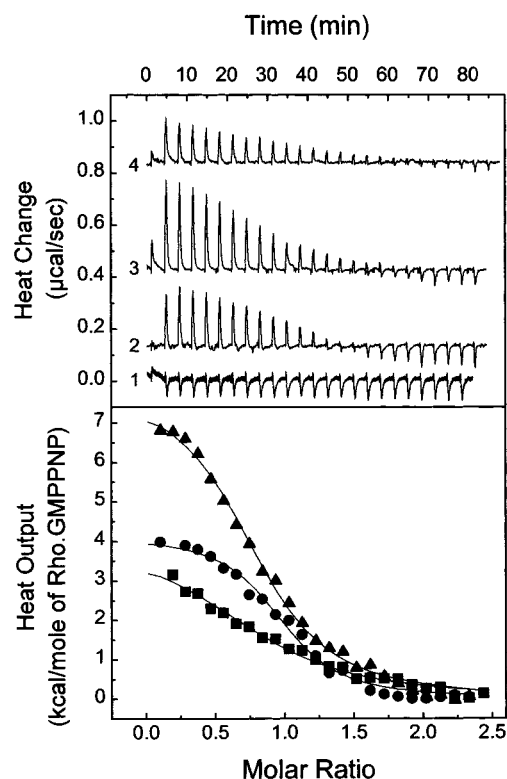 Time (min)
0 10 20 30 40 50 60 70 80
1.0
0.8
0.6
0.4
0.2
0.0
4
3
2
1
Heat Change
(µcal/sec)
7
6
5
4
3
2
1
0
Heat Output
(kcal/mole of Rho.GMPPNP)
0.0 0.5 1.0 1.5 2.0 2.5
Molar Ratio